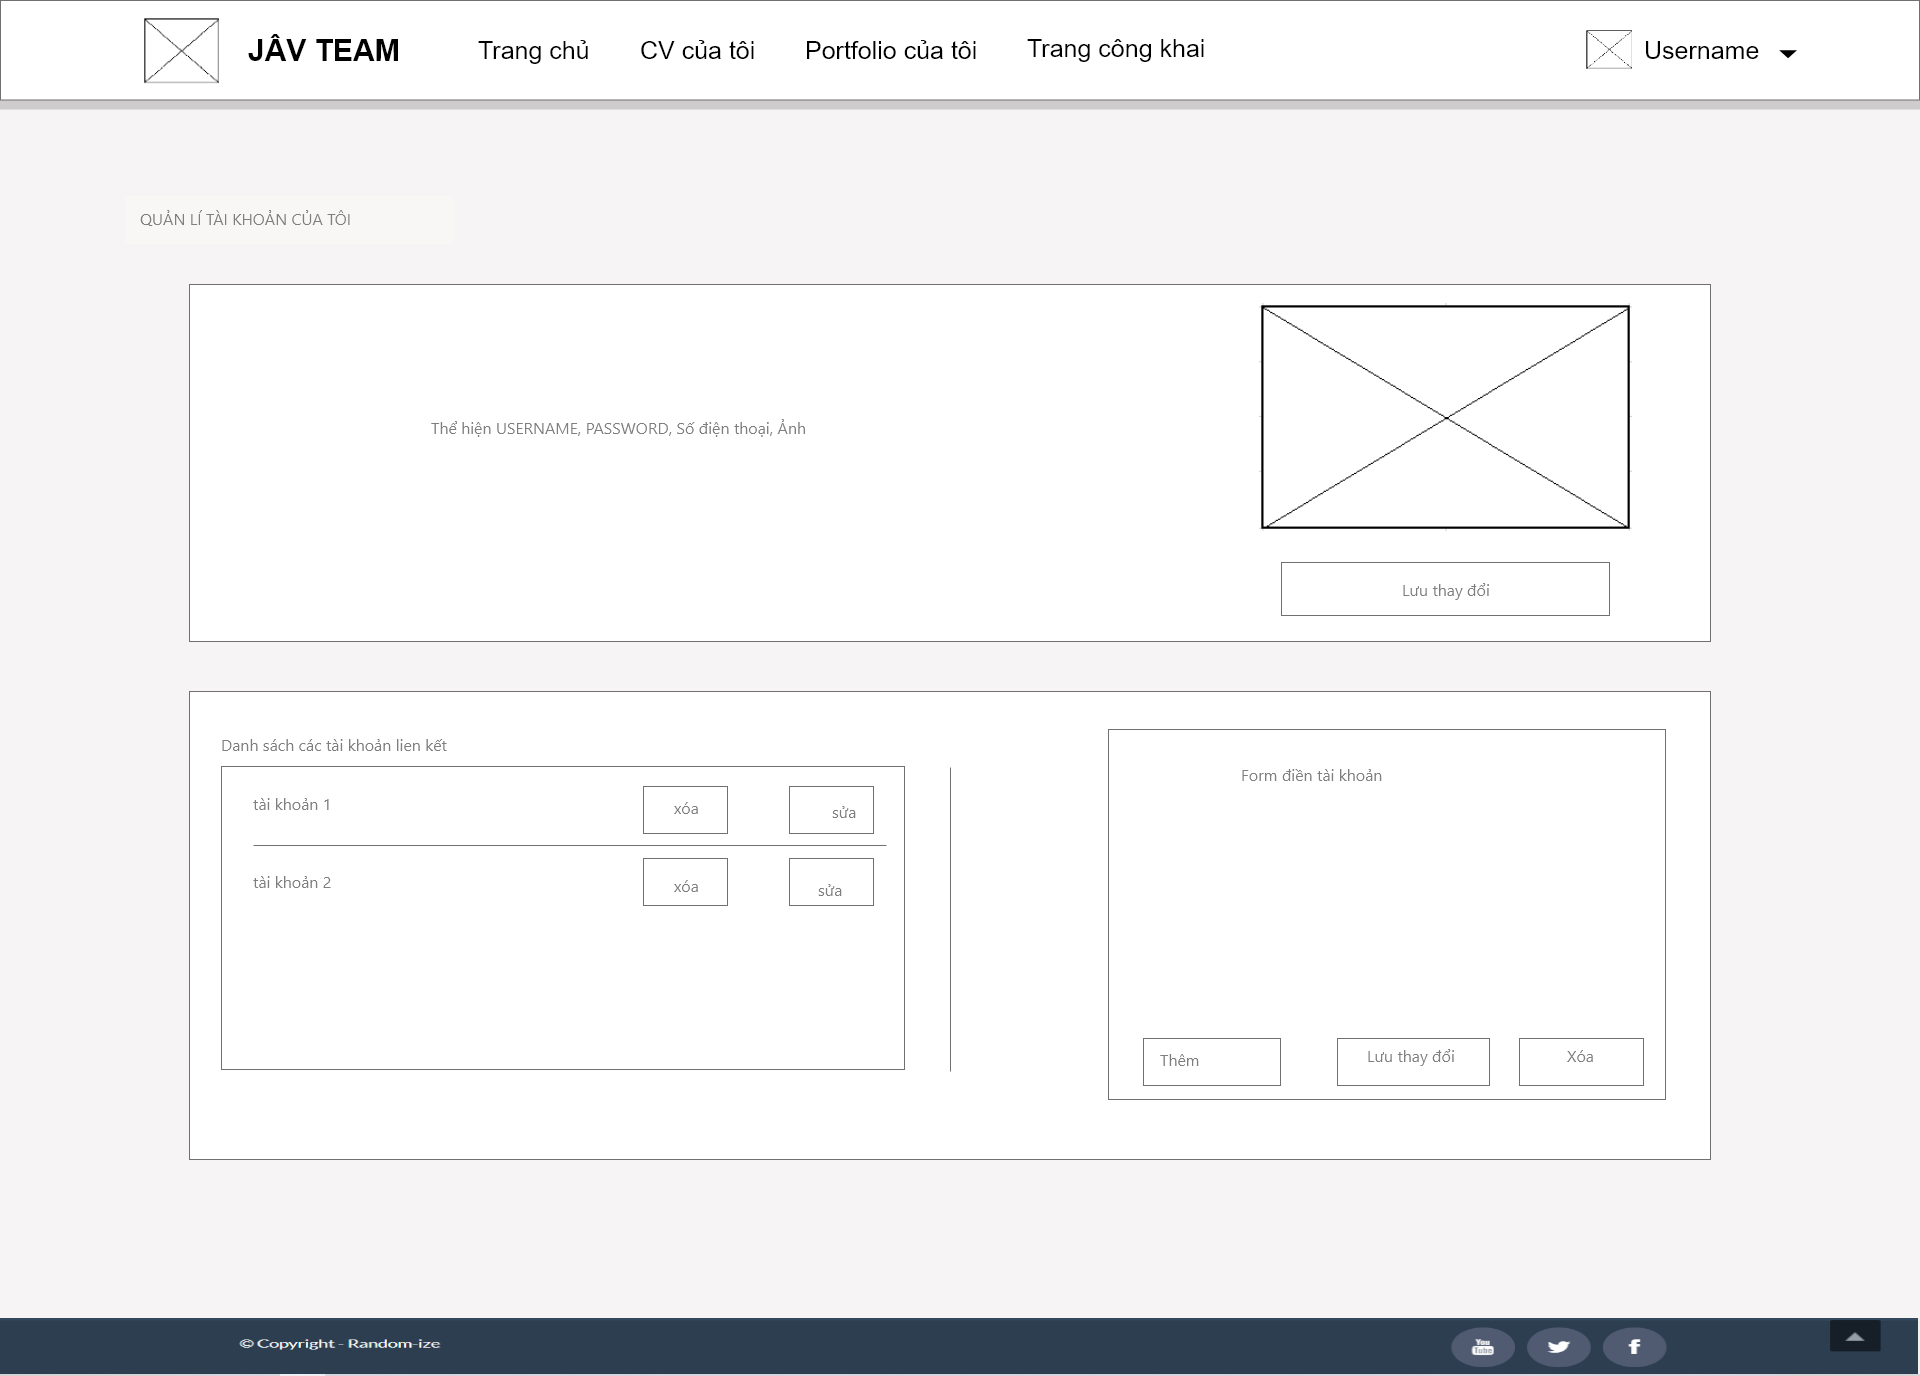 JÂV TEAM
Trang chủ
CV của tôi
Portfolio của tôi
Trang công khai
Username
QUẢN LÍ TÀI KHOẢN CỦA TÔI
Thể hiện USERNAME, PASSWORD, Số điện thoại, Ảnh
Lưu thay đổi
Danh sách các tài khoản lien kết
tài khoản 1
xóa
sửa
tài khoản 2
xóa
sửa
Form điền tài khoản
Thêm
Lưu thay đổi
Xóa
© Copyright - Random-ize
You
Tube